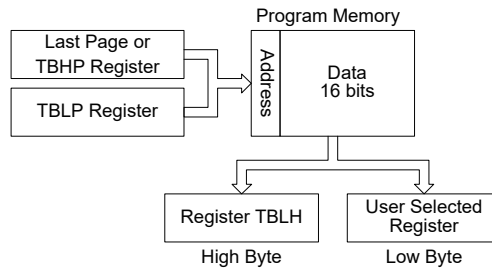 Program Memory
Last Page or
TBHP Register
TBLP Register
Address
Data
16 bits
Register TBLH
User Selected
Register
High Byte
Low Byte